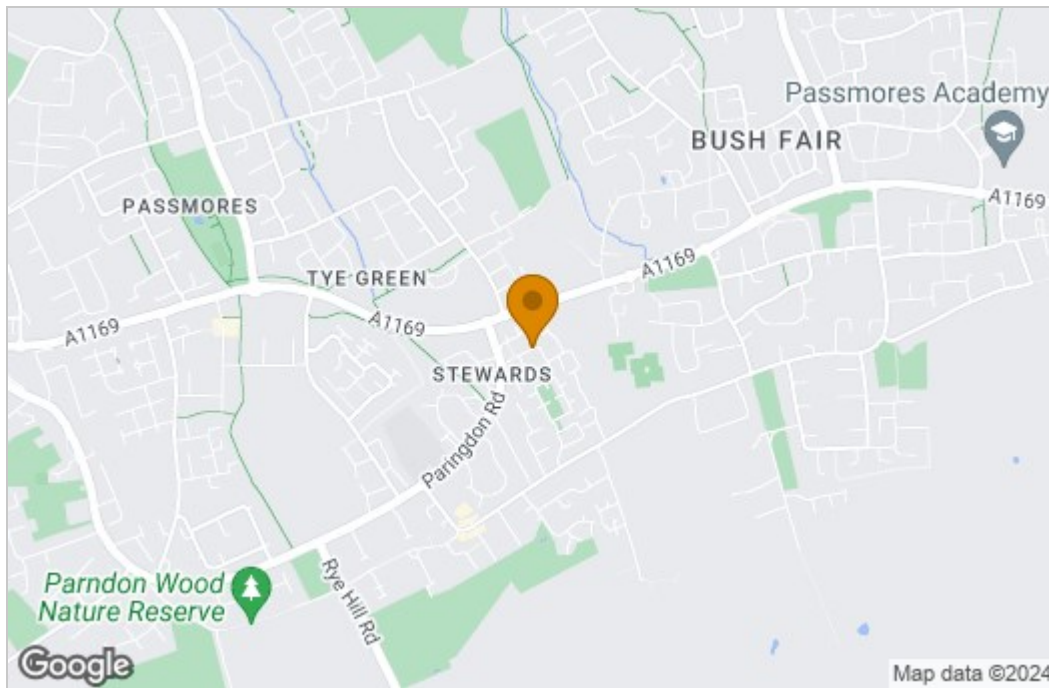 Passmores Academy
BUSH FAIR
PASSMORES
A1169
TYE GREEN
A1169
A1169
A1169
STEWARDS
Paringdon Rd
Parndon Wood
Nature Reserve
Rye Hill Rd
Google
Map data ©2024